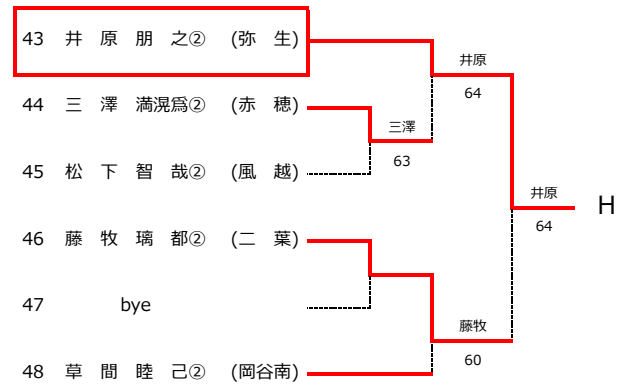 43 井 原 朋 之② (弥 生)
井原
64
44 三 澤 満滉爲② (赤 穂)
三澤
63
45 松 下 智 哉② (風 越)
井原
H
64
46 藤 牧 璃 都② (二 葉)
47 bye
藤牧
60
48 草 間 睦 己② (岡谷南)